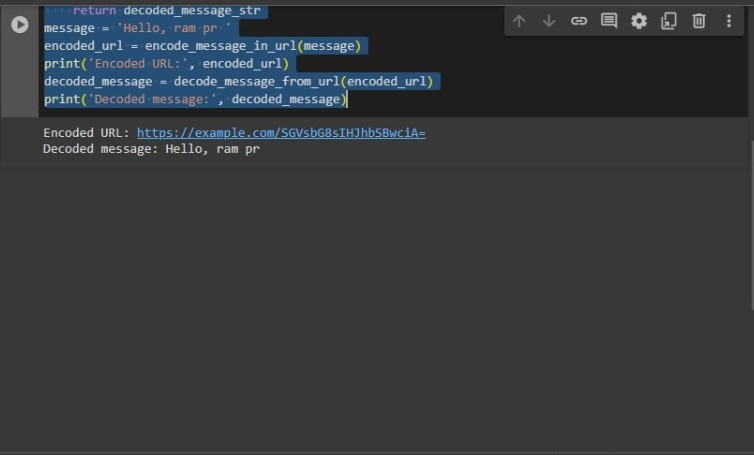 return decoded_message_str
message = 'Hello, ram pr '
encoded_url = encode_message_in_url(message)
print('Encoded URL:', encoded_url)
decoded_message = decode_message_from_url(encoded_url)
print('Decoded message:', decoded_message)
Encoded URL: https://example.com/SGVsbG8sIHJhbSBwciA=
Decoded message: Hello, ram pr